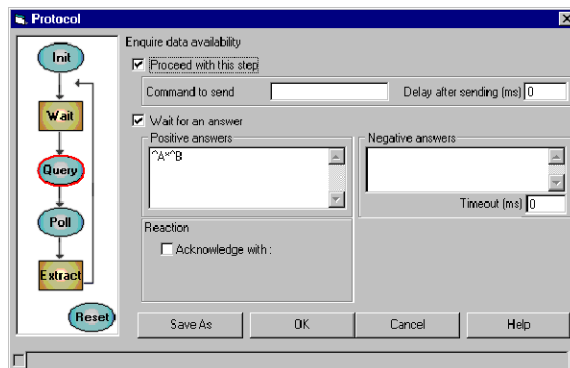 Protocol
Init
Wait
Query
Poll
Extract
Reset
Enquire data availability
Proceed with this step
Command to send
Delay after sending (ms) 0
Wait for an answer
Positive answers
^A*^B
Negative answers
Timeout (ms) 0
Reaction
Acknowledge with :
Save As
OK
Cancel
Help